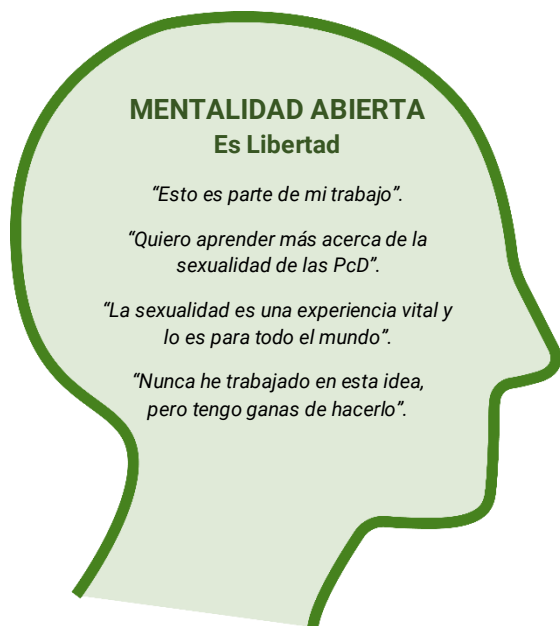 MENTALIDAD ABIERTA
Es Libertad
“Esto es parte de mi trabajo”.
“Quiero aprender más acerca de la
sexualidad de las PcD”.
“La sexualidad es una experiencia vital y
lo es para todo el mundo”.
“Nunca he trabajado en esta idea,
pero tengo ganas de hacerlo”.